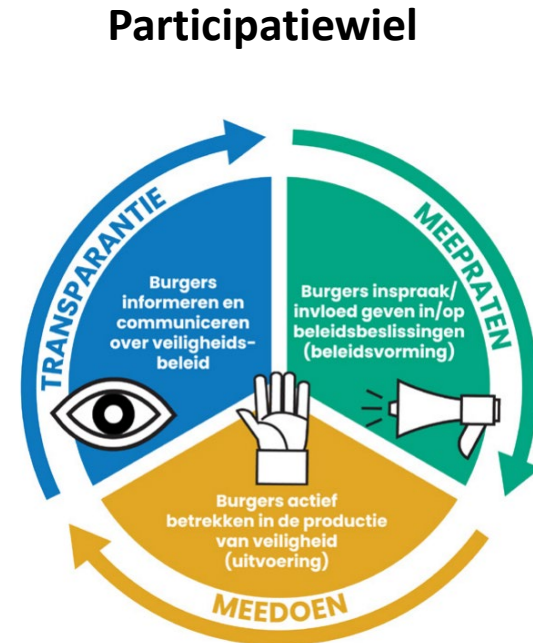 Participatiewiel
TRANSPARANTIE
Burgers
informeren en
communiceren
over veiligheids-
beleid
MEEPRATEN
Burgers inspraak/
invloed geven in/op
beleidsbeslissingen
(beleidsvorming)
Burgers actief
betrekken in de productie
van veiligheid
(uitvoering)
MEEDOEN